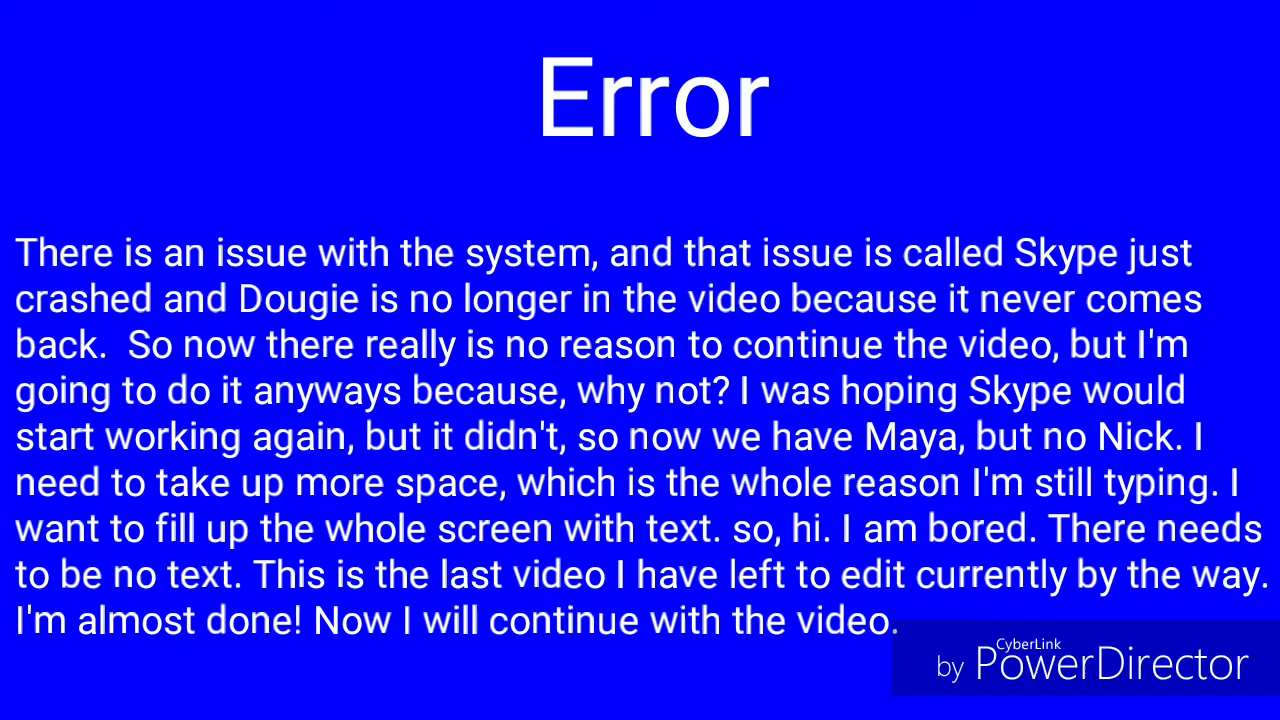 Error
There is an issue with the system, and that issue is called Skype just
crashed and Dougie is no longer in the video because it never comes
back.  So now there really is no reason to continue the video, but I'm
going to do it anyways because, why not? I was hoping Skype would
start working again, but it didn't, so now we have Maya, but no Nick. I
need to take up more space, which is the whole reason I'm still typing. I
want to fill up the whole screen with text. so, hi. I am bored. There needs
to be no text. This is the last video I have left to edit currently by the way.
I'm almost done! Now I will continue with the video.
CyberLink
by PowerDirector